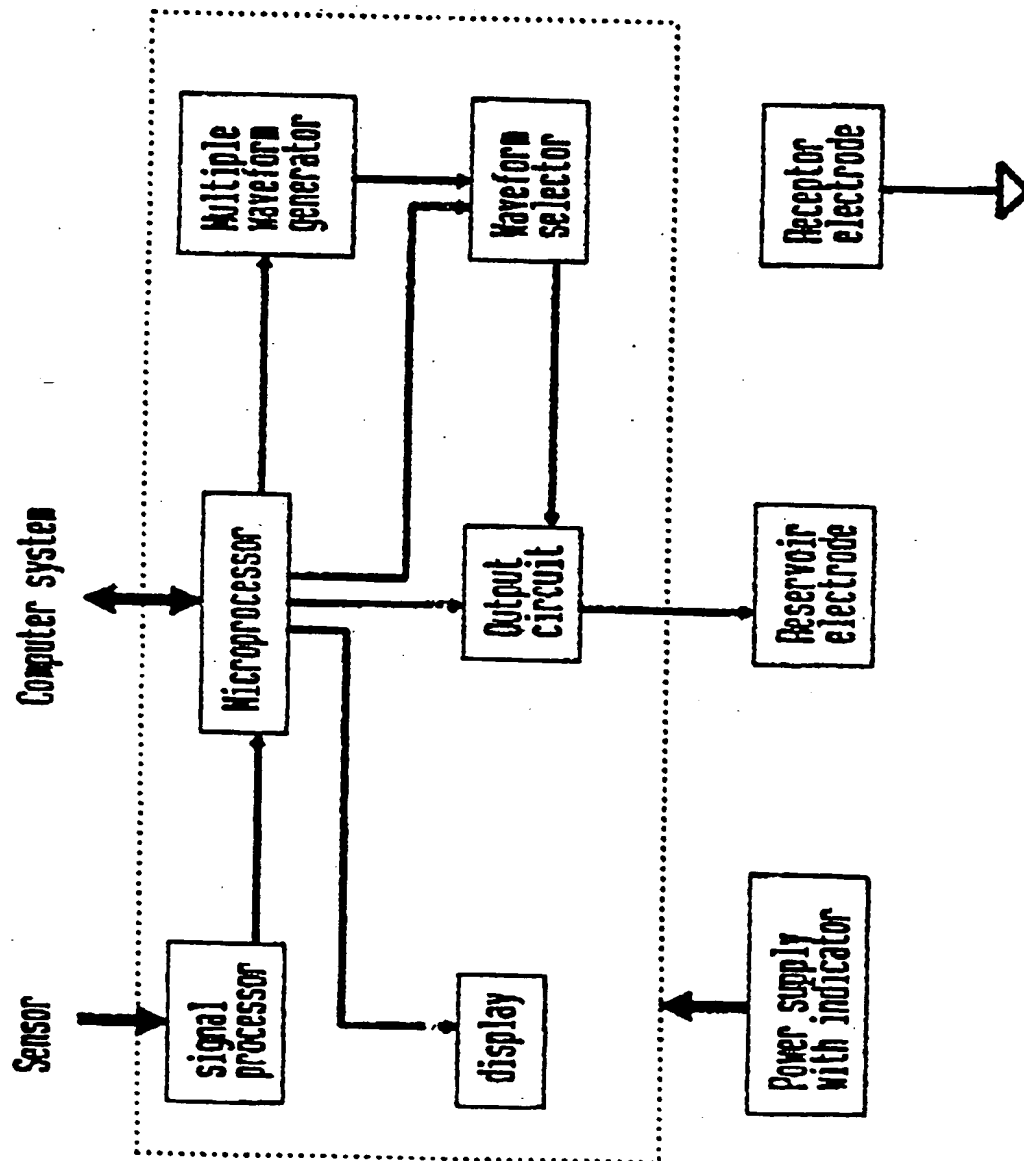 Sensor
Computer system
signal
processor
Microprocessor
Multiple
waveform
generator
display
Output
circuit
Waveform
selector
Power supply
with indicator
Reservoir
electrode
Receptor
electrode